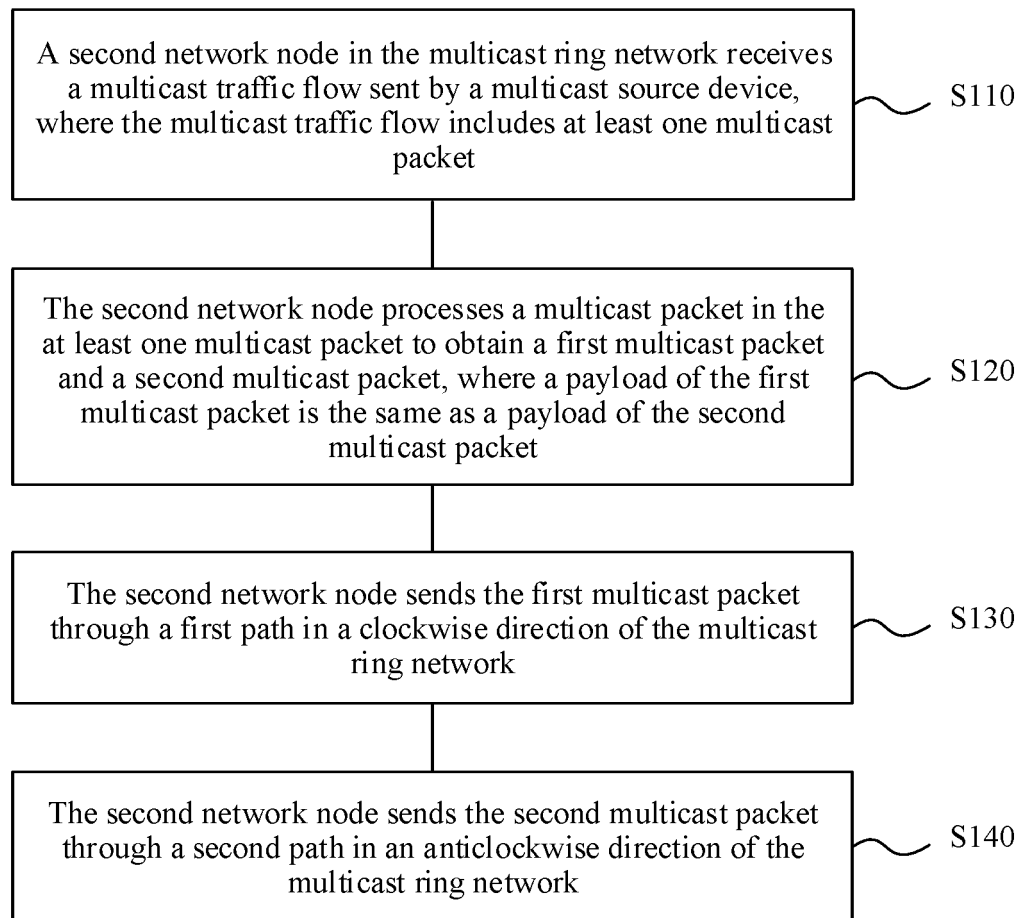 A second network node in the multicast ring network receives
a multicast traffic flow sent by a multicast source device,
where the multicast traffic flow includes at least one multicast
packet
S110
The second network node processes a multicast packet in the
at least one multicast packet to obtain a first multicast packet
and a second multicast packet, where a payload of the first
multicast packet is the same as a payload of the second
multicast packet
S120
The second network node sends the first multicast packet
through a first path in a clockwise direction of the multicast
ring network
S130
The second network node sends the second multicast packet
through a second path in an anticlockwise direction of the
multicast ring network
S140